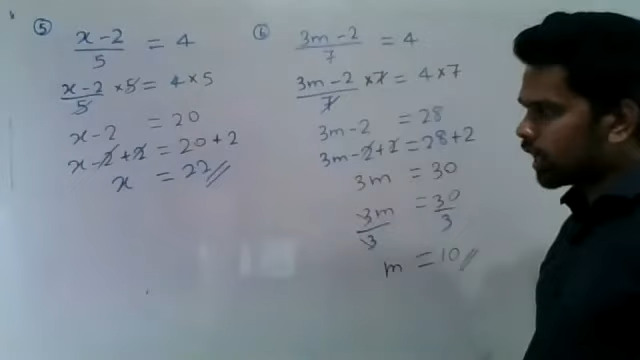 ⑤ x-2/5 = 4
x-2/5 × 5 = 4 × 5
x-2 = 20
x-2+2 = 20+2
x = 22//
⑥ 3m-2/7 = 4
3m-2/7 × 7 = 4 × 7
3m-2 = 28
3m-2+2 = 28+2
3m = 30
3m/3 = 30/3
m = 10//